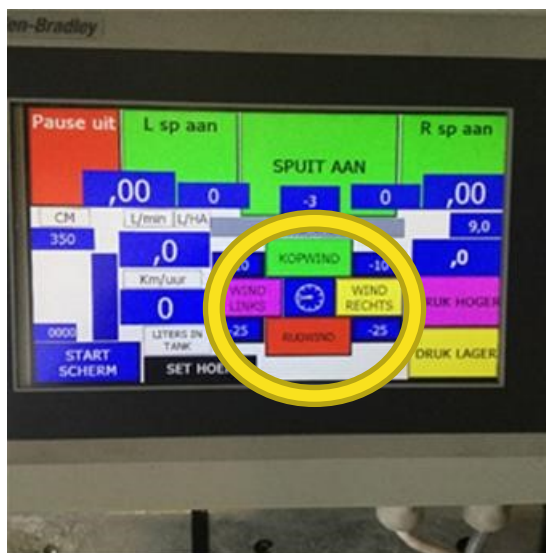 en-Bradley
Pause uit
L sp aan
SPUIT AAN
R sp aan
,00
0
-3
0
,00
CM
L/min
L/HA
9,0
350
,0
KOPWIND
-10
,0
Km/uur
WIND
LINKS
WIND
RECHTS
DRUK HOGER
0
0000
LITERS IN
TANK
-25
RUGWIND
-25
START
SCHERM
SET HOE
DRUK LAGER